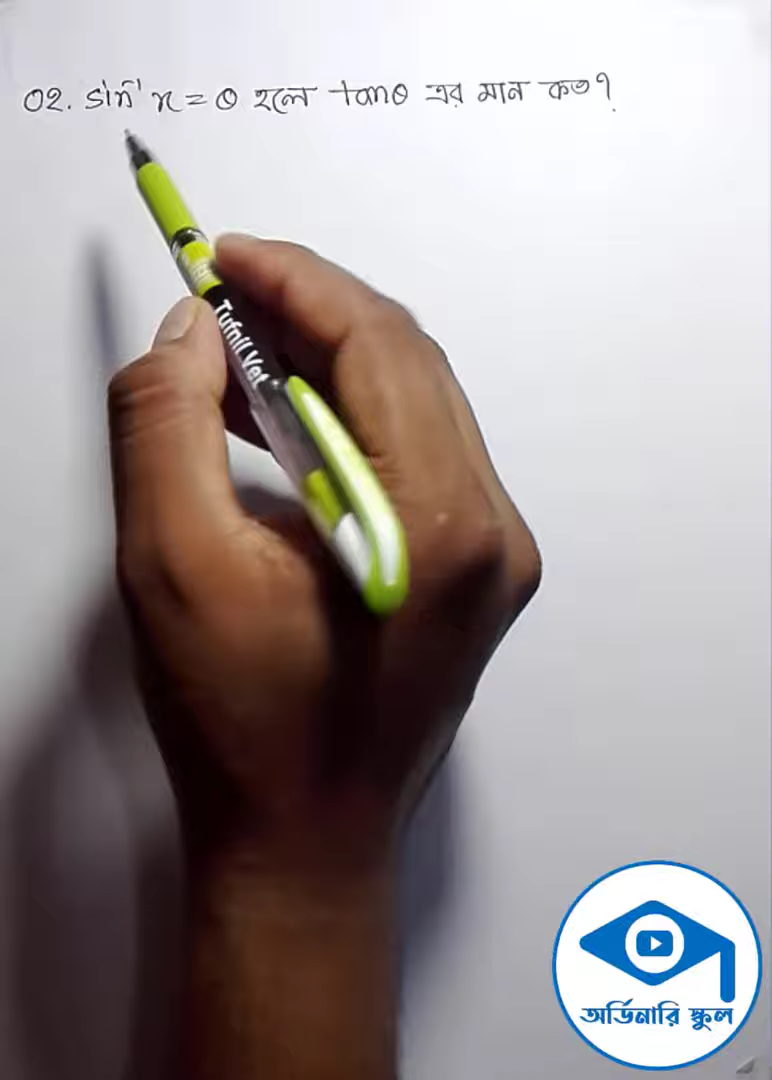 02. sin⁻¹ x = θ হলে tanθ এর মান কত?
Tufnil Vet
অর্ডিনারি স্কুল